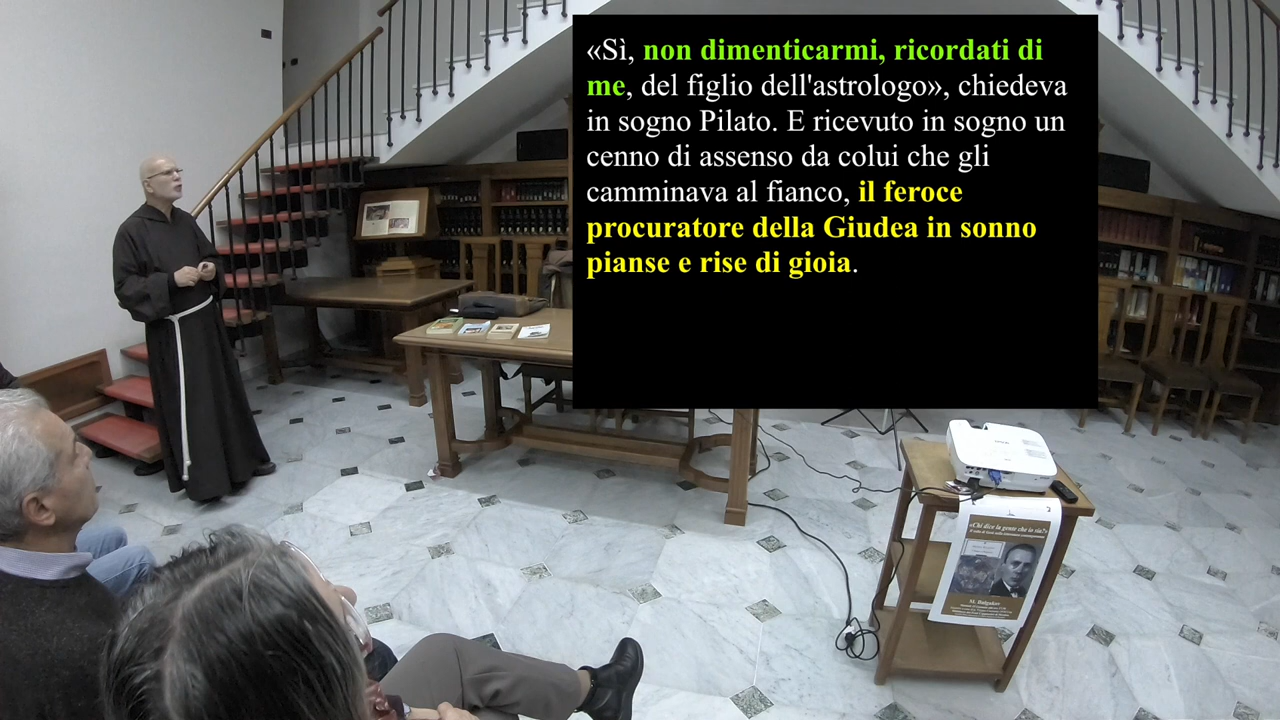 «Sì, non dimenticarmi, ricordati di
me, del figlio dell'astrologo», chiedeva
in sogno Pilato. E ricevuto in sogno un
cenno di assenso da colui che gli
camminava al fianco, il feroce
procuratore della Giudea in sonno
pianse e rise di gioia.
«Chi dice la gente che io sia?»
M. Bulgakov